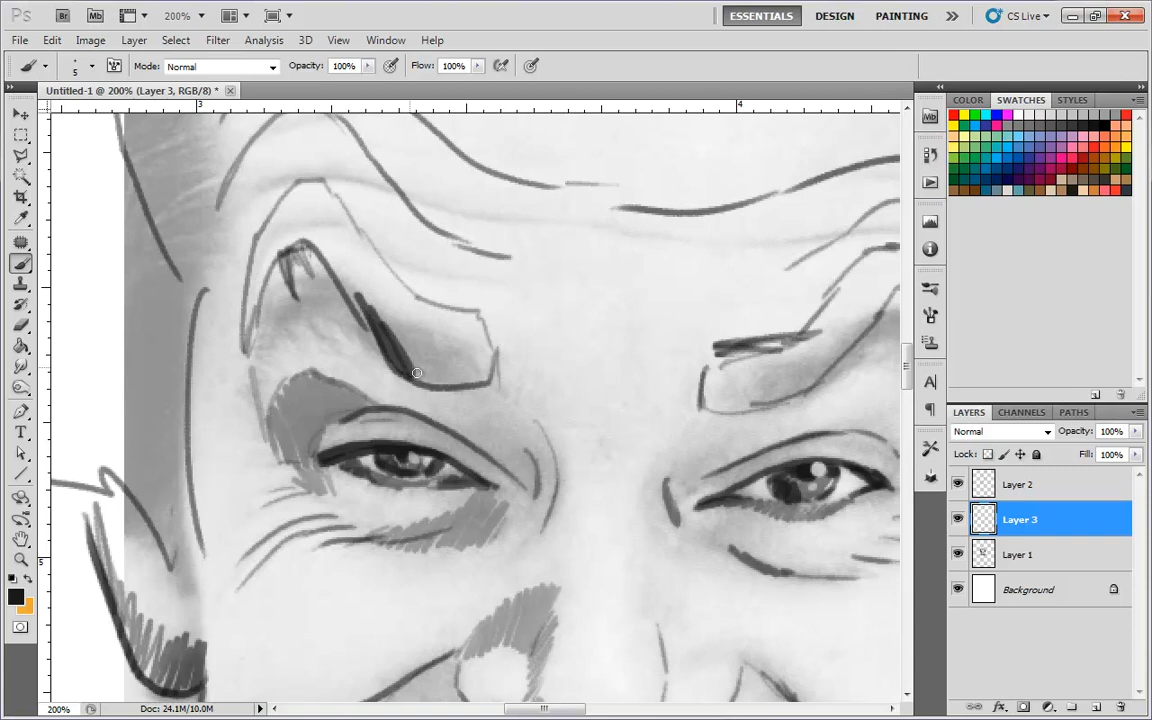 Ps Br Mb 200% ESSENTIALS DESIGN PAINTING CS Live
File Edit Image Layer Select Filter Analysis 3D View Window Help
5 Mode: Normal Opacity: 100% Flow: 100%
Untitled-1 @ 200% (Layer 3, RGB/8) *
3 4
5
COLOR SWATCHES STYLES
Mb
LAYERS CHANNELS PATHS
Normal Opacity: 100%
Lock: Fill: 100%
Layer 2
Layer 3
Layer 1
Background
200% Doc: 24.1M/10.0M